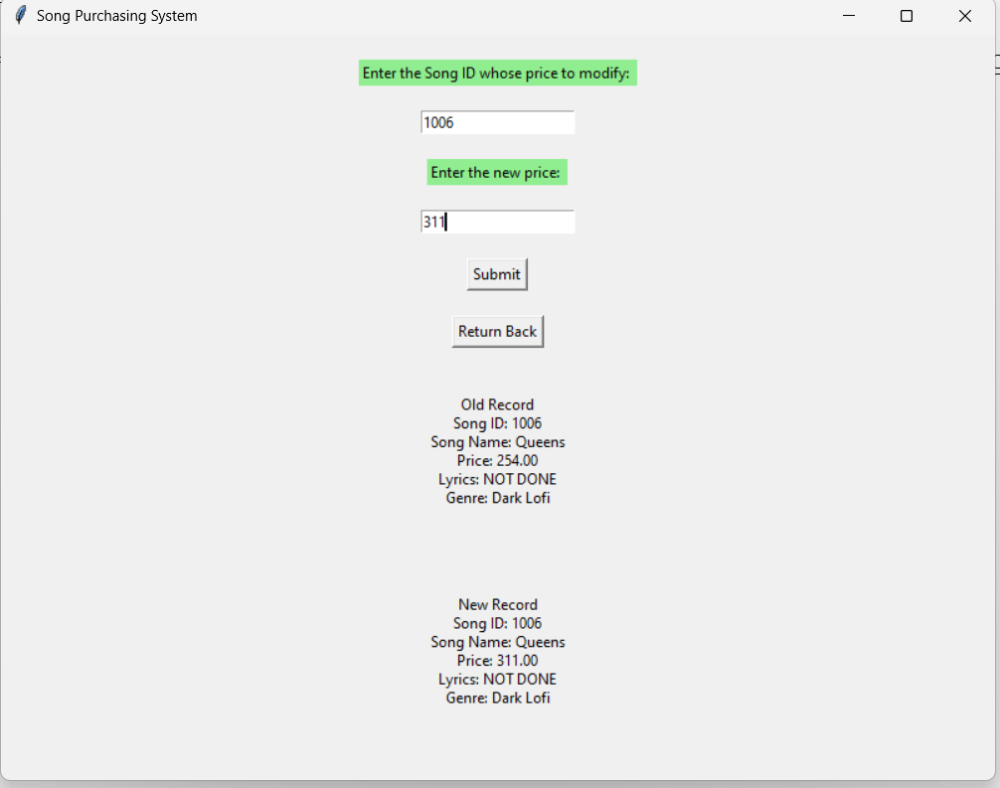 Song Purchasing System
Enter the Song ID whose price to modify:
1006
Enter the new price:
311
Submit
Return Back
Old Record
Song ID: 1006
Song Name: Queens
Price: 254.00
Lyrics: NOT DONE
Genre: Dark Lofi
New Record
Song ID: 1006
Song Name: Queens
Price: 311.00
Lyrics: NOT DONE
Genre: Dark Lofi